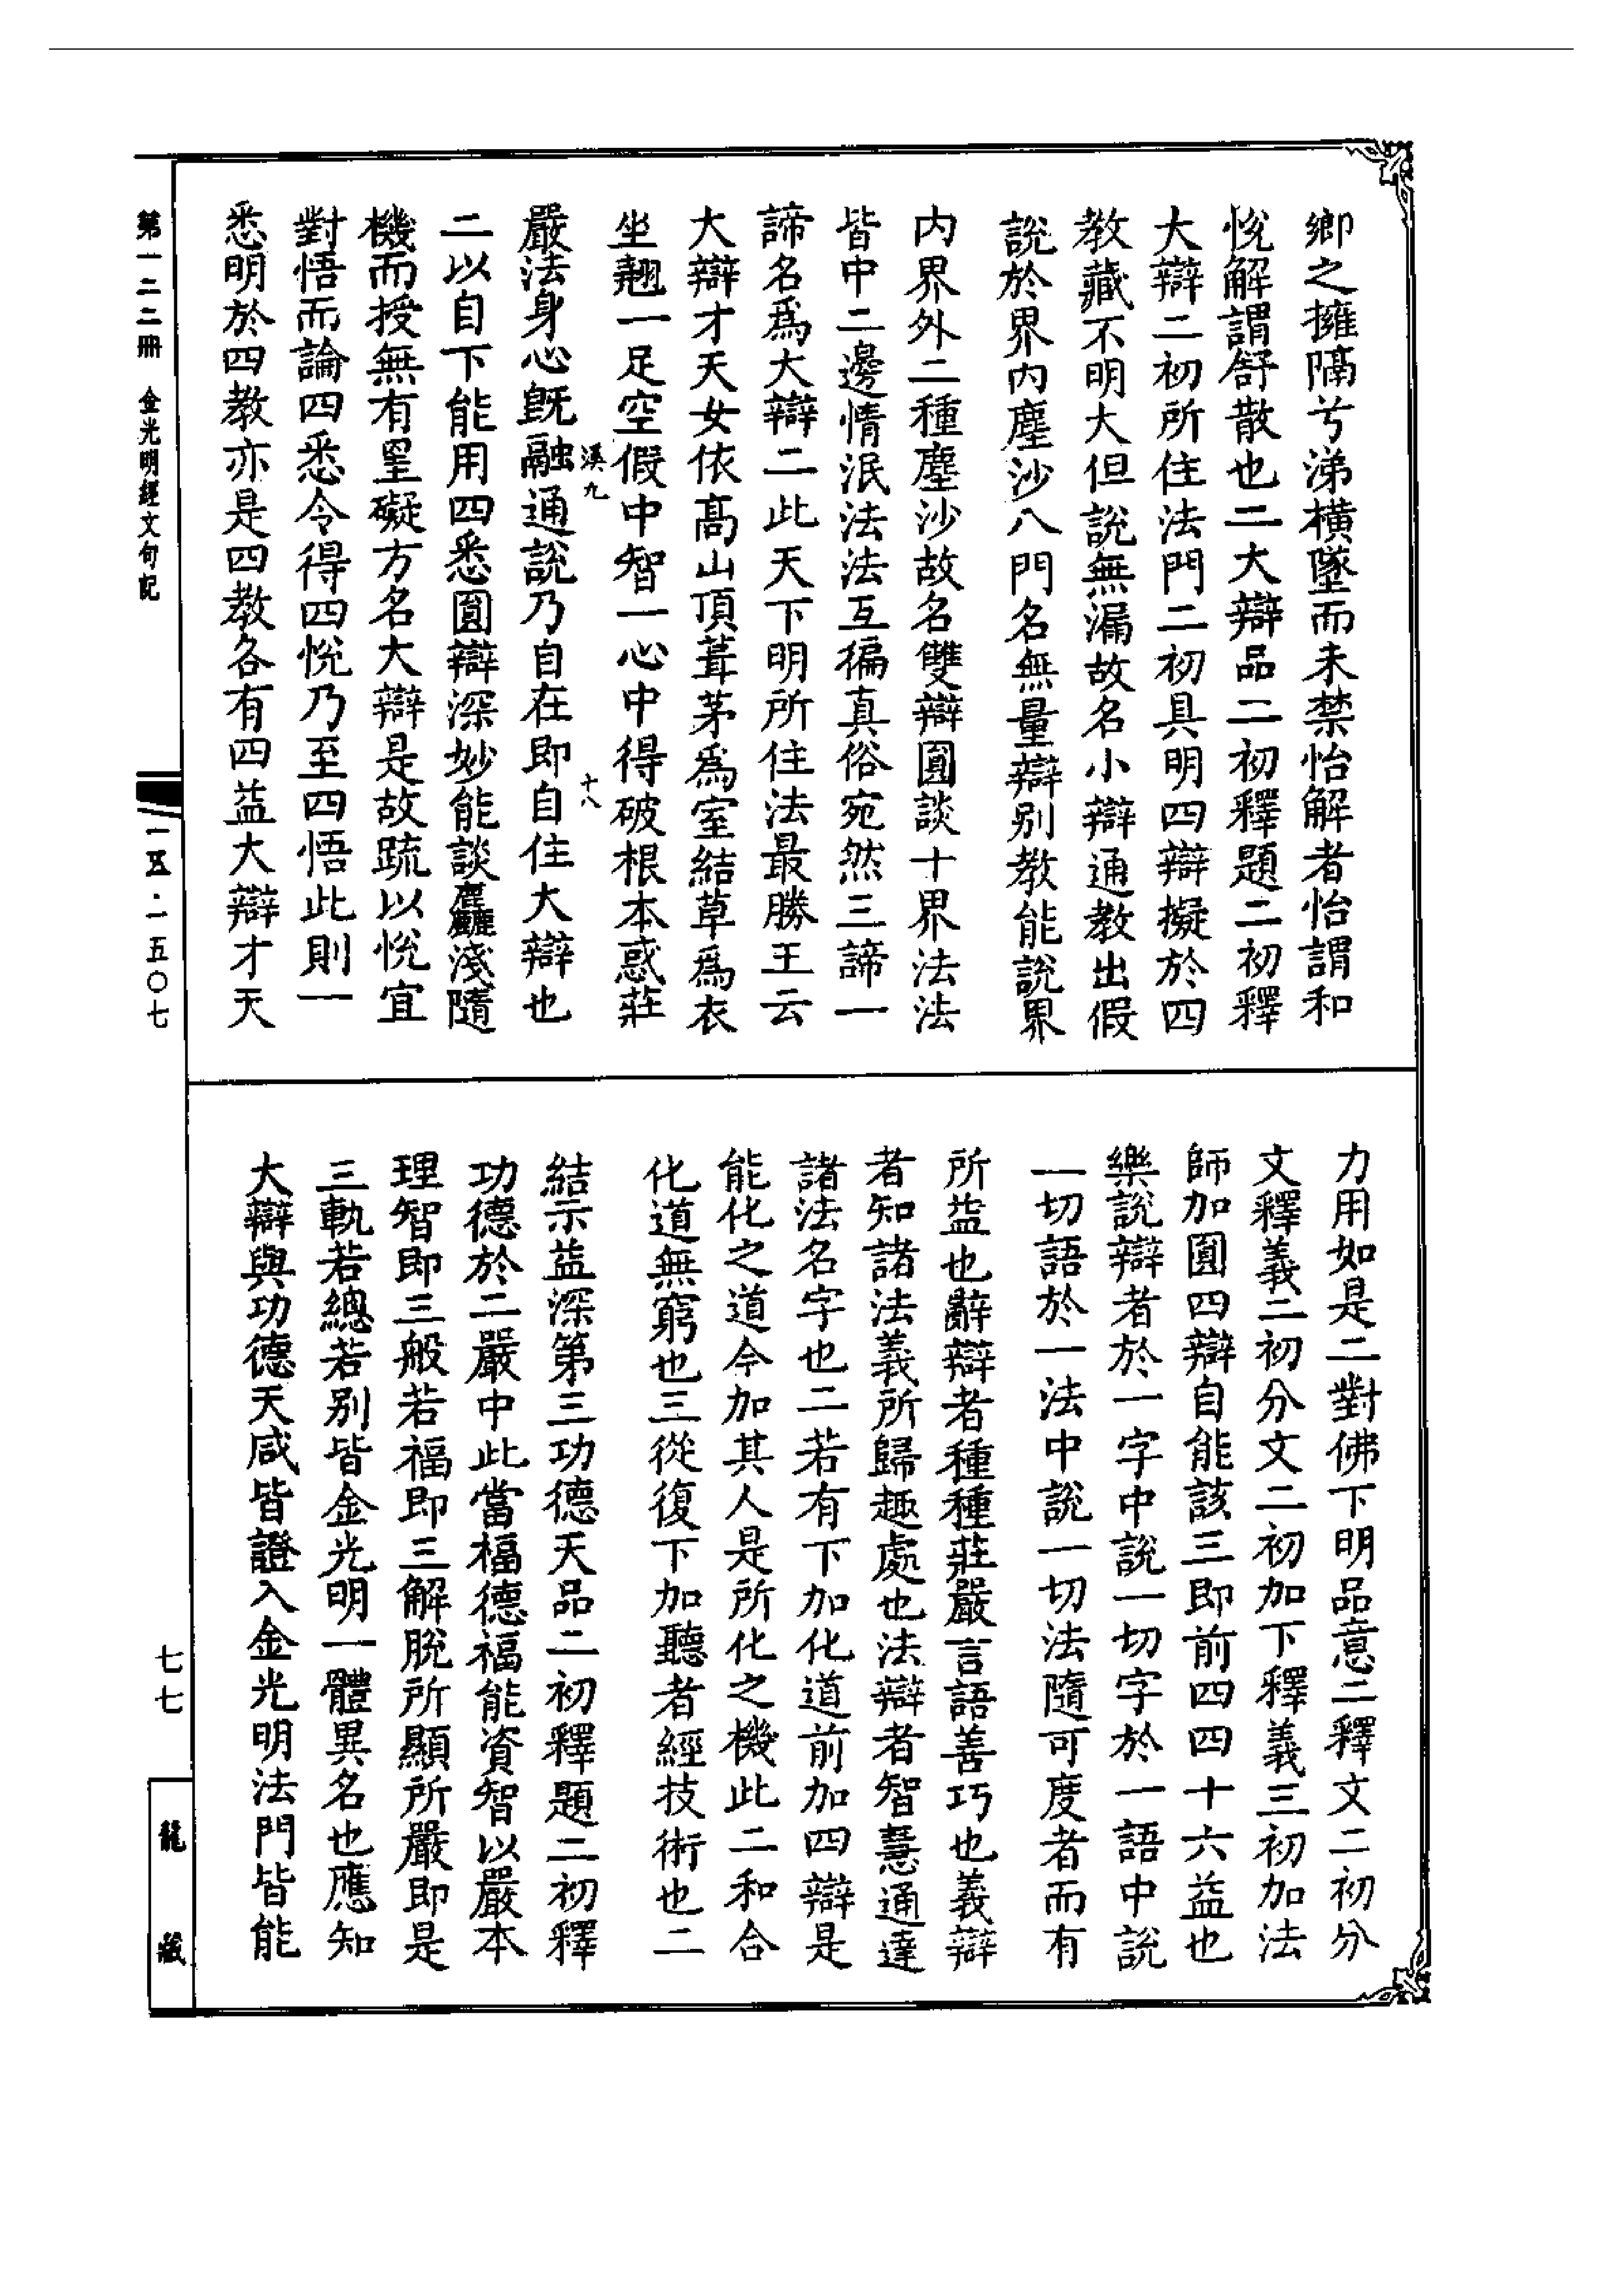 鄉之擁隔兮涕橫墜而未禁怡解者怡謂和
悅解謂舒散也二大辯品二初釋題二初釋
大辯二初所住法門二初具明四辯擬於四
教藏不明大但說無漏故名小辯通教出假
說於界內塵沙八門名無量辯別教能說界
內界外二種塵沙故名雙辯圓談十界法法
皆中二邊情泯法法互徧真俗宛然三諦一
諦名爲大辯二此天下明所住法最勝王云
大辯才天女依高山頂葺茅爲室結草爲衣
坐翹一足空假中智一心中得破根本惑莊
溪九 十八
嚴法身心既融通說乃自在即自住大辯也
二以自下能用四悉圓辯深妙能談麤淺隨
機而授無有罣礙方名大辯是故疏以悅宜
對悟而論四悉令得四悅乃至四悟此則一
悉明於四教亦是四教各有四益大辯才天
力用如是二對佛下明品意二釋文二初分
文釋義二初分文二初加下釋義三初加法
師加圓四辯自能該三即前四四十六益也
樂說辯者於一字中說一切字於一語中說
一切語於一法中說一切法隨可度者而有
所益也辭辯者種種莊嚴言語善巧也義辯
者知諸法義所歸趣處也法辯者智慧通達
諸法名字也二若有下加化道前加四辯是
能化之道今加其人是所化之機此二和合
化道無窮也三從復下加聽者經技術也二
結示益深第三功德天品二初釋題二初釋
功德於二嚴中此當福德福能資智以嚴本
理智即三般若福即三解脫所顯所嚴即是
三軌若總若別皆金光明一體異名也應知
大辯與功德天咸皆證入金光明法門皆能
第一二二冊 金光明經文句記
一五·一五〇七
七七
龍藏